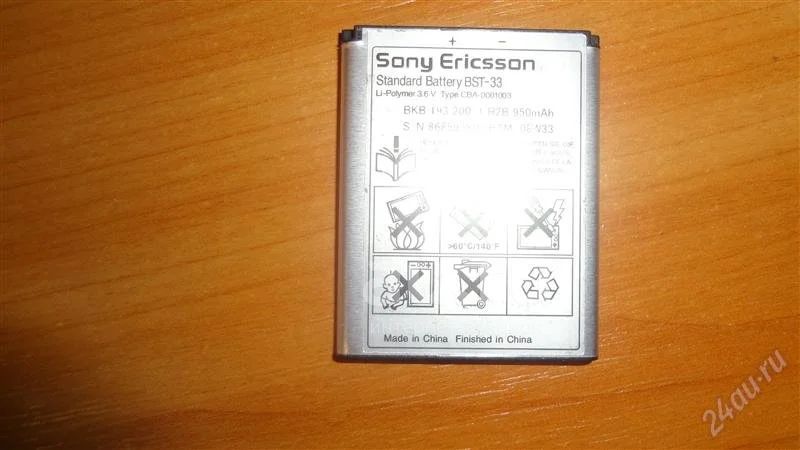 + −
Sony Ericsson
Standard Battery BST-33
Li-Polymer 3.6 V Type CBA-0001003
BKB 193 200 R2B 950mAh
S N
>60°C/140°F
Made in China Finished in China
24au.ru